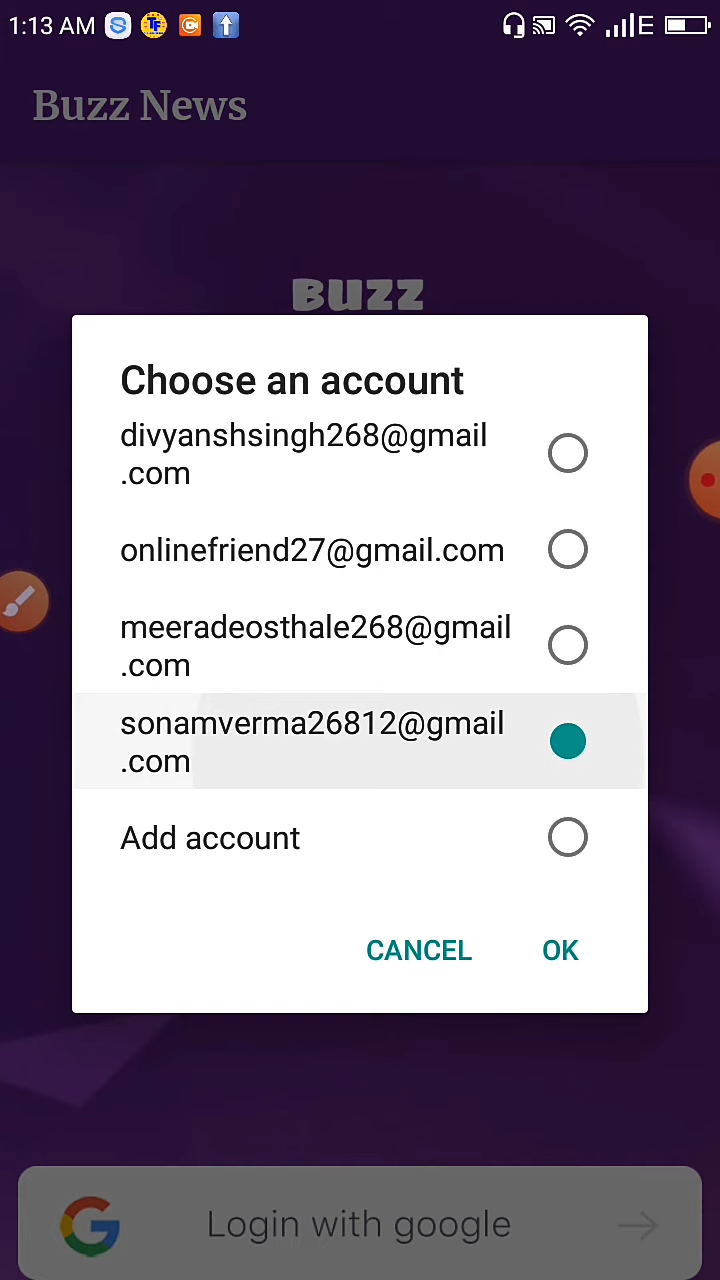 1:13 AM
Buzz News
BUZZ
Choose an account
divyanshsingh268@gmail
.com
onlinefriend27@gmail.com
meeradeosthale268@gmail
.com
sonamverma26812@gmail
.com
Add account
CANCEL OK
Login with google